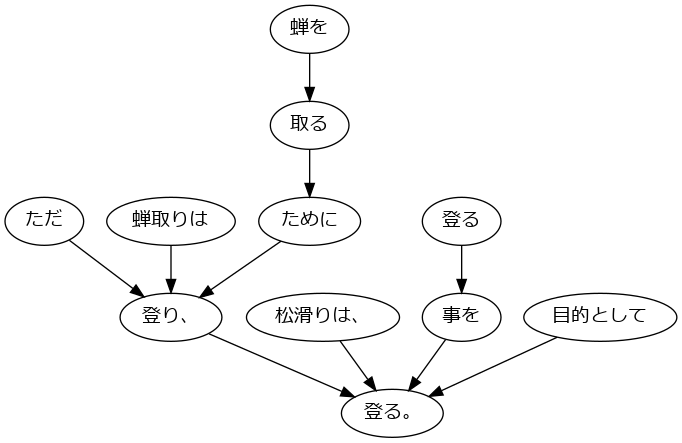 蝉を
取る
ただ
蝉取りは
ために
登る
登り、
松滑りは、
事を
目的として
登る。